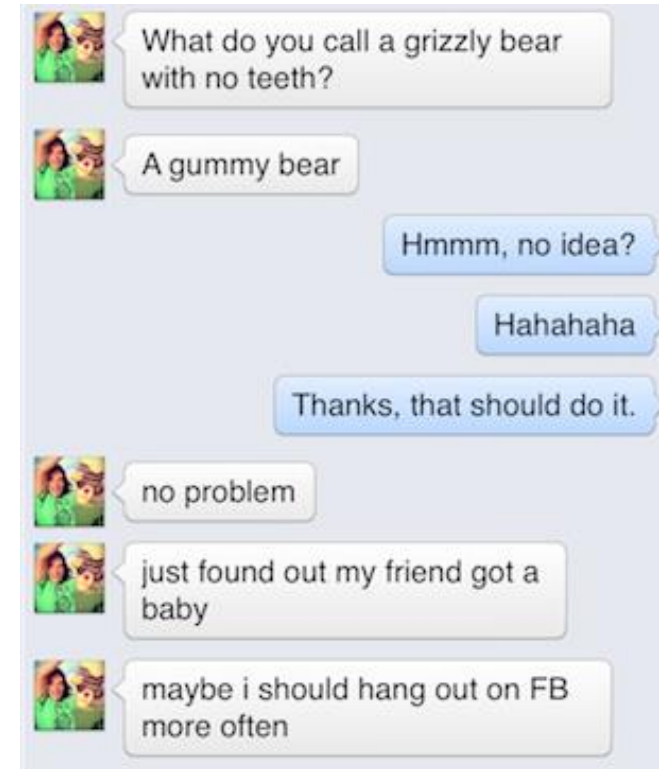 What do you call a grizzly bear
with no teeth?
A gummy bear
Hmmm, no idea?
Hahahaha
Thanks, that should do it.
no problem
just found out my friend got a
baby
maybe i should hang out on FB
more often